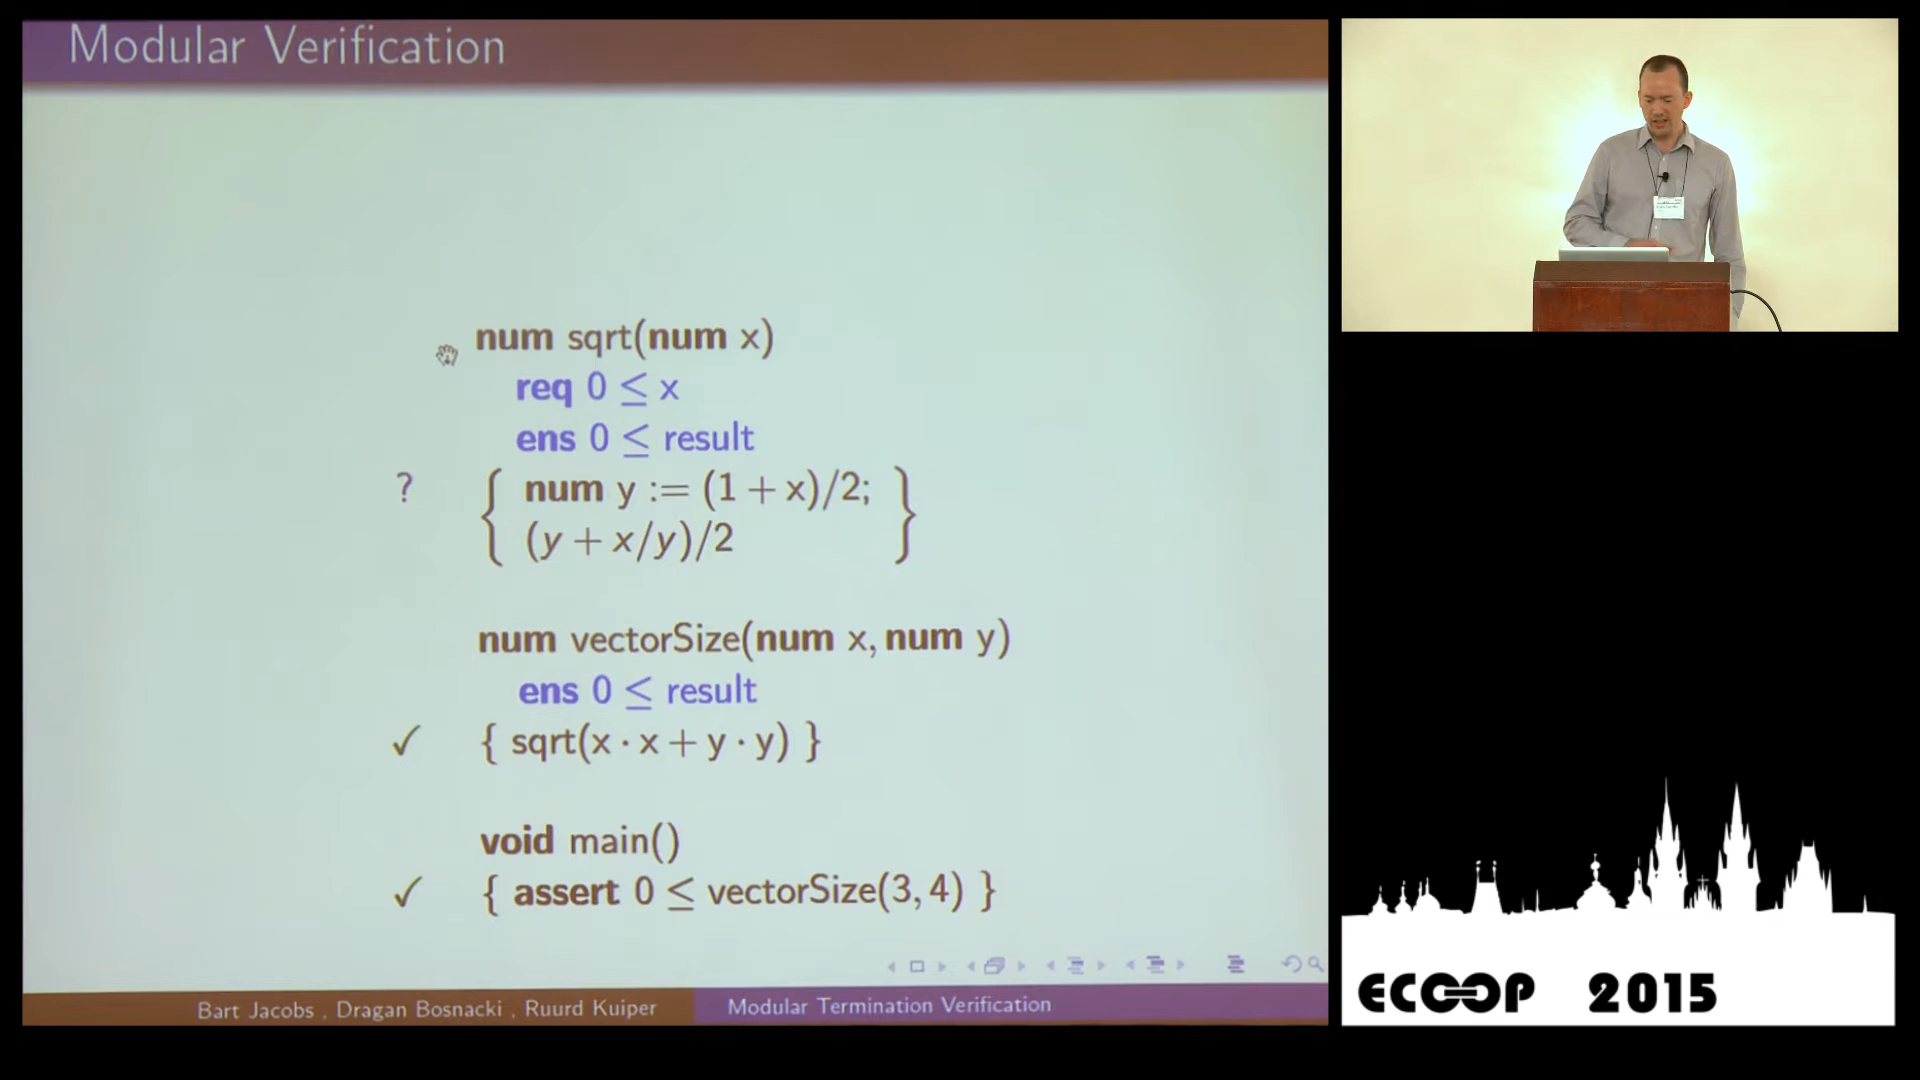 Modular Verification
num sqrt(num x)
req 0 ≤ x
ens 0 ≤ result
? { num y := (1 + x)/2;
(y + x/y)/2 }
num vectorSize(num x, num y)
ens 0 ≤ result
✓ { sqrt(x · x + y · y) }
void main()
✓ { assert 0 ≤ vectorSize(3, 4) }
Bart Jacobs , Dragan Bosnacki , Ruurd Kuiper
Modular Termination Verification
ECOOP 2015